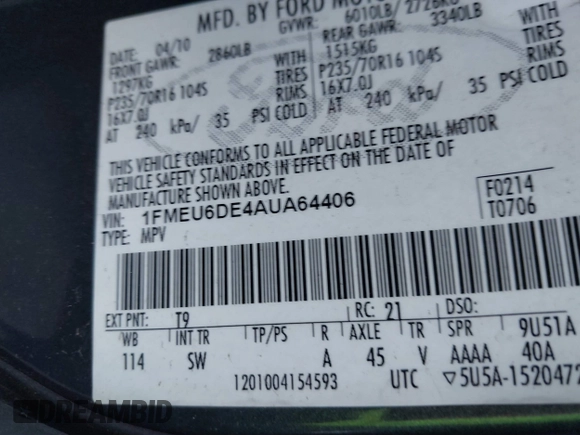 MFD. BY FORD MOTO
DATE: 04/10 GVWR: 6010LB/ 2726KG
FRONT GAWR: 2860LB REAR GAWR: 3340LB
1297KG WITH 1515KG WITH
P235/70R16 104S TIRES P235/70R16 104S TIRES
16X7.0J RIMS 16X7.0J RIMS
AT 240 kPa/ 35 PSI COLD AT 240 kPa/ 35 PSI COLD
THIS VEHICLE CONFORMS TO ALL APPLICABLE FEDERAL MOTOR
VEHICLE SAFETY STANDARDS IN EFFECT ON THE DATE OF
MANUFACTURE SHOWN ABOVE.
VIN: 1FMEU6DE4AUA64406 F0214
TYPE: MPV T0706
EXT PNT: T9 RC: 21 DSO:
WB INT TR TP/PS R AXLE TR SPR 9U51A
114 SW A 45 V AAAA 40A
1201004154593 UTC ▽5U5A-1520472
DREAMBID